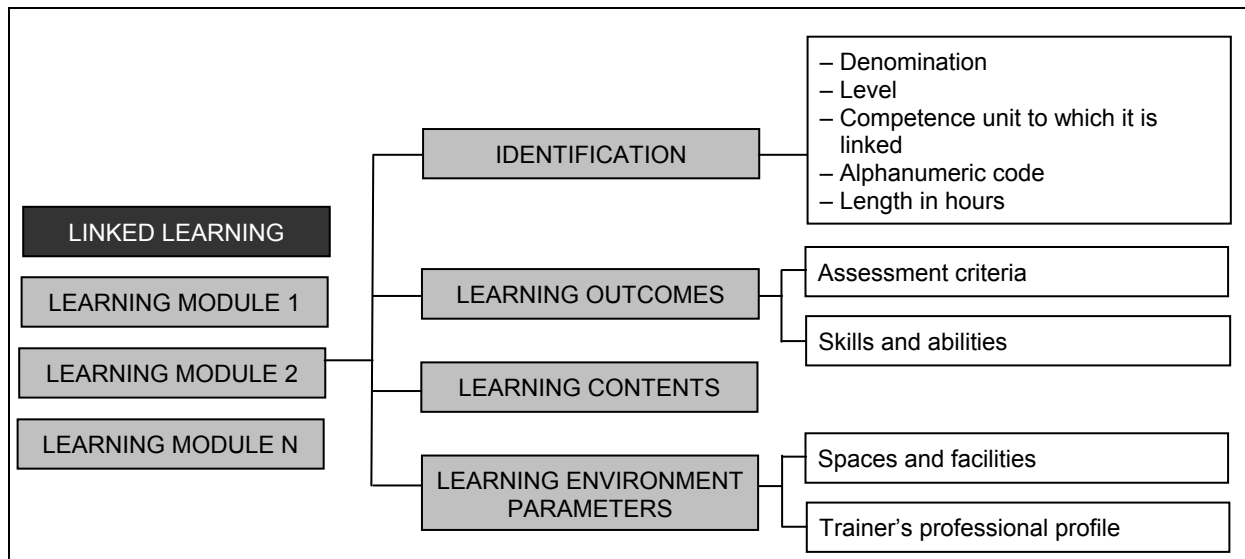 LINKED LEARNING
LEARNING MODULE 1
LEARNING MODULE 2
LEARNING MODULE N
IDENTIFICATION
– Denomination
– Level
– Competence unit to which it is
linked
– Alphanumeric code
– Length in hours
LEARNING OUTCOMES
Assessment criteria
Skills and abilities
LEARNING CONTENTS
LEARNING ENVIRONMENT
PARAMETERS
Spaces and facilities
Trainer's professional profile